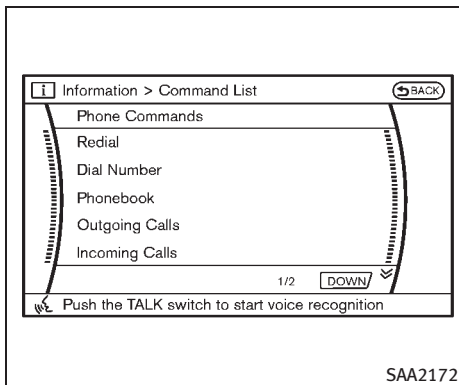 i Information > Command List BACK
Phone Commands
Redial
Dial Number
Phonebook
Outgoing Calls
Incoming Calls
1/2 DOWN
Push the TALK switch to start voice recognition
SAA2172